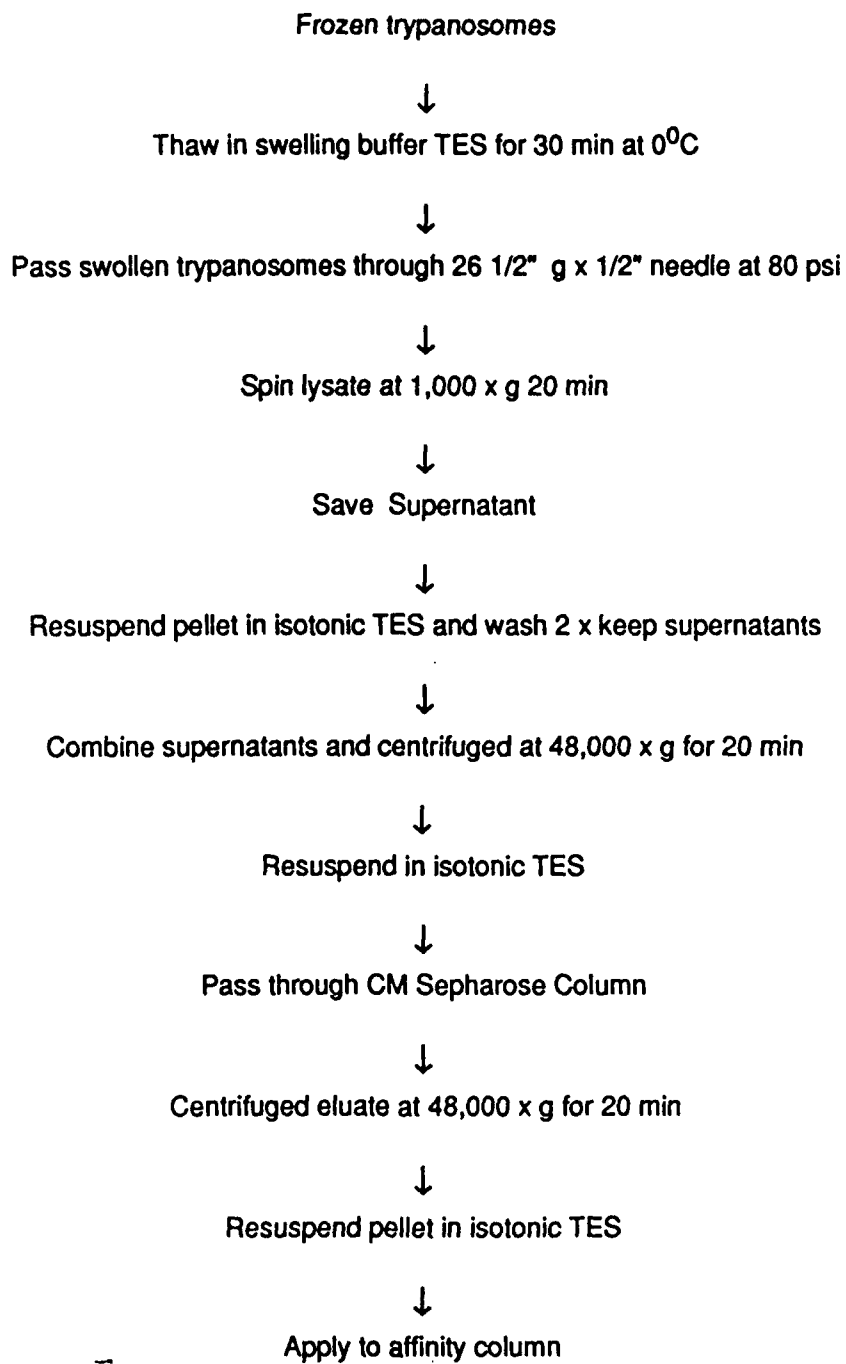 Frozen trypanosomes
↓
Thaw in swelling buffer TES for 30 min at 0⁰C
↓
Pass swollen trypanosomes through 26 1/2" g x 1/2" needle at 80 psi
↓
Spin lysate at 1,000 x g 20 min
↓
Save Supernatant
↓
Resuspend pellet in isotonic TES and wash 2 x keep supernatants
↓
Combine supernatants and centrifuged at 48,000 x g for 20 min
↓
Resuspend in isotonic TES
↓
Pass through CM Sepharose Column
↓
Centrifuged eluate at 48,000 x g for 20 min
↓
Resuspend pellet in isotonic TES
↓
Apply to affinity column